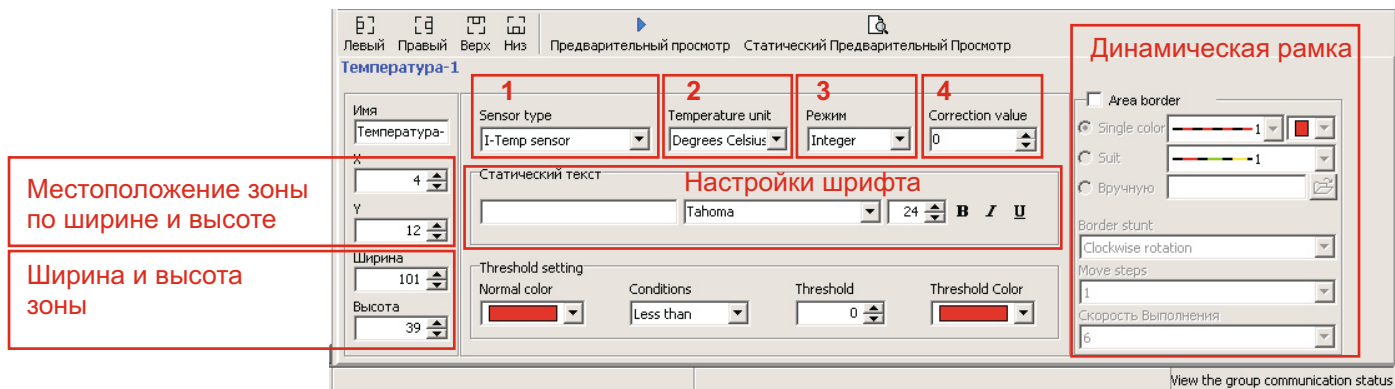 Левый Правый Верх Низ Предварительный просмотр Статический Предварительный Просмотр
Температура-1
Динамическая рамка
1 2 3 4
Имя
Sensor type Temperature unit Режим Correction value
Температура-
I-Temp sensor Degrees Celsius Integer 0
X
4
Y
12
Ширина
101
Высота
39
Местоположение зоны
по ширине и высоте
Ширина и высота
зоны
Статический текст
Настройки шрифта
Tahoma 24 B I U
Threshold setting
Normal color Conditions Threshold Threshold Color
Less than 0
Area border
Single color 1
Suit 1
Вручную
Border stunt
Clockwise rotation
Move steps
1
Скорость Выполнения
6
View the group communication status